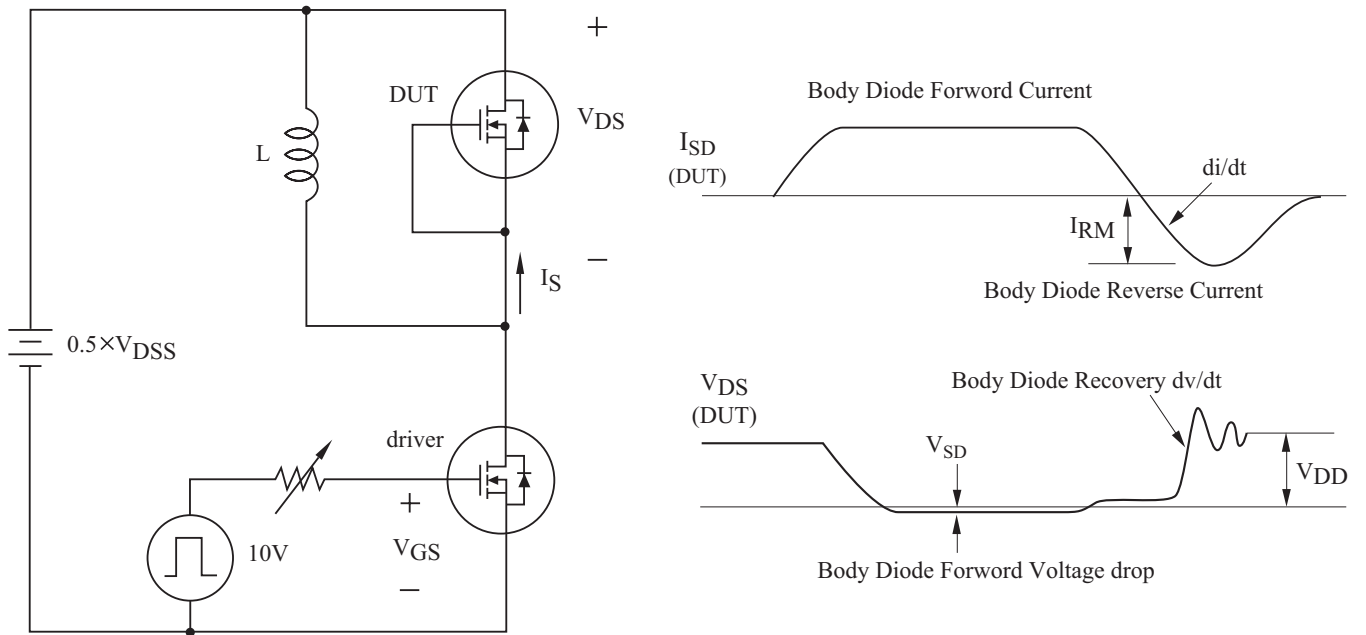 +
DUT
VDS
L
−
IS
0.5×VDSS
driver
+
10V
VGS
−
Body Diode Forword Current
ISD
(DUT)
di/dt
IRM
Body Diode Reverse Current
VDS
(DUT)
Body Diode Recovery dv/dt
VSD
VDD
Body Diode Forword Voltage drop